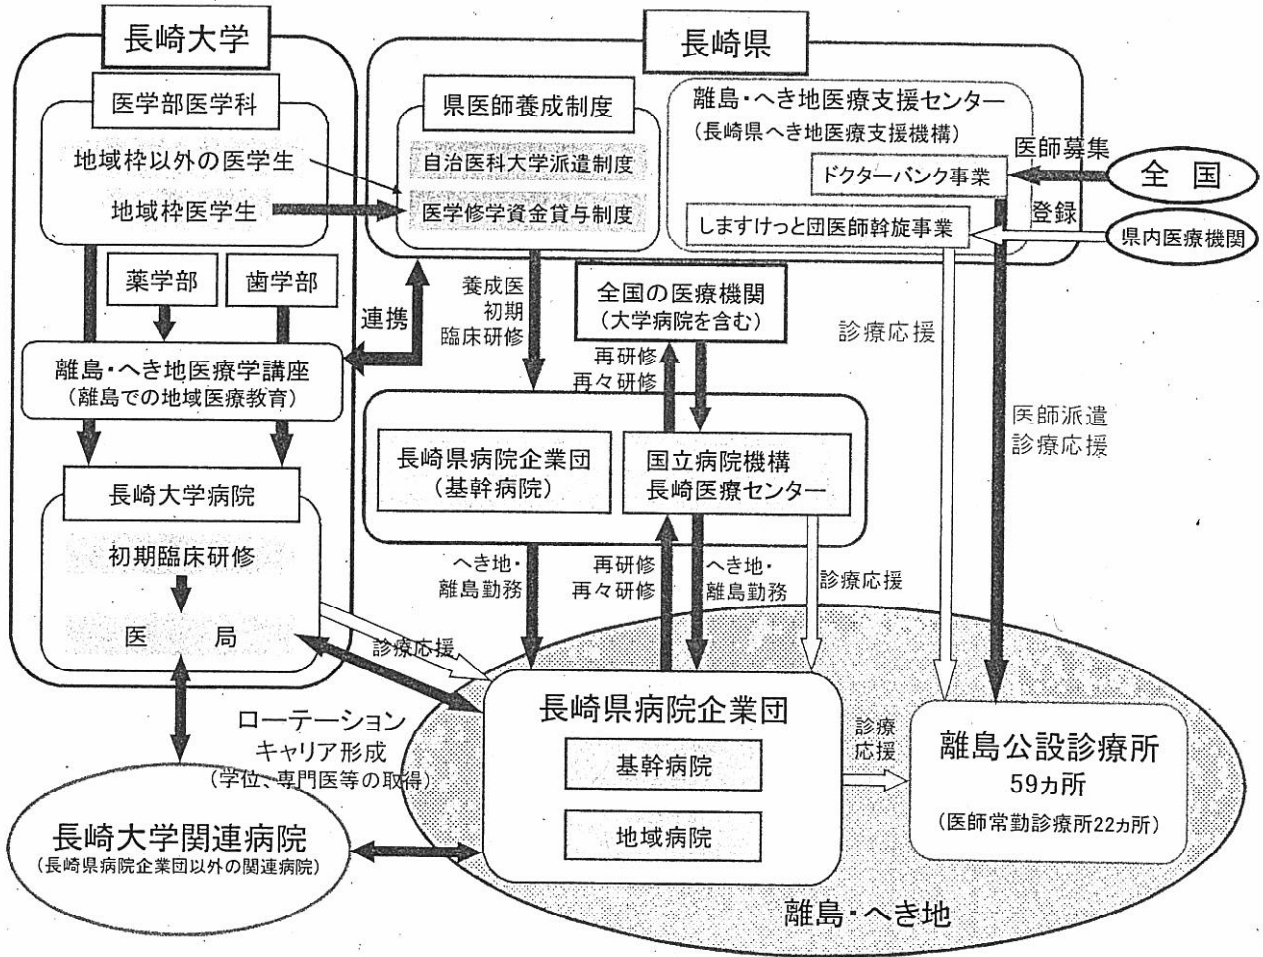 長崎大学
医学部医学科
地域枠以外の医学生
地域枠医学生
薬学部
歯学部
離島・へき地医療学講座
(離島での地域医療教育)
長崎大学病院
初期臨床研修
医 局
連携
長崎県
県医師養成制度
自治医科大学派遣制度
医学修学資金貸与制度
離島・へき地医療支援センター
(長崎県へき地医療支援機構)
ドクターバンク事業
しますけっと団医師斡旋事業
医師募集
全 国
登録
県内医療機関
養成医
初期
臨床研修
全国の医療機関
(大学病院を含む)
再研修
再々研修
診療応援
医師派遣
診療応援
長崎県病院企業団
(基幹病院)
国立病院機構
長崎医療センター
へき地・
離島勤務
再研修
再々研修
へき地・
離島勤務
診療応援
診療応援
ローテーション
キャリア形成
(学位、専門医等の取得)
長崎大学関連病院
(長崎県病院企業団以外の関連病院)
長崎県病院企業団
基幹病院
地域病院
診療
応援
離島公設診療所
59ヵ所
(医師常勤診療所22ヵ所)
離島・へき地